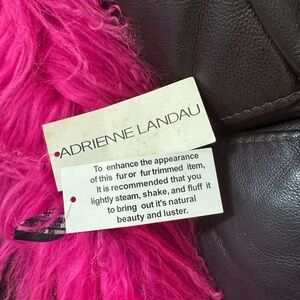 ADRIENNE LANDAU
To enhance the appearance
of this fur or fur trimmed item,
It is recommended that you
lightly steam, shake, and fluff it
to bring out it's natural
beauty and luster.